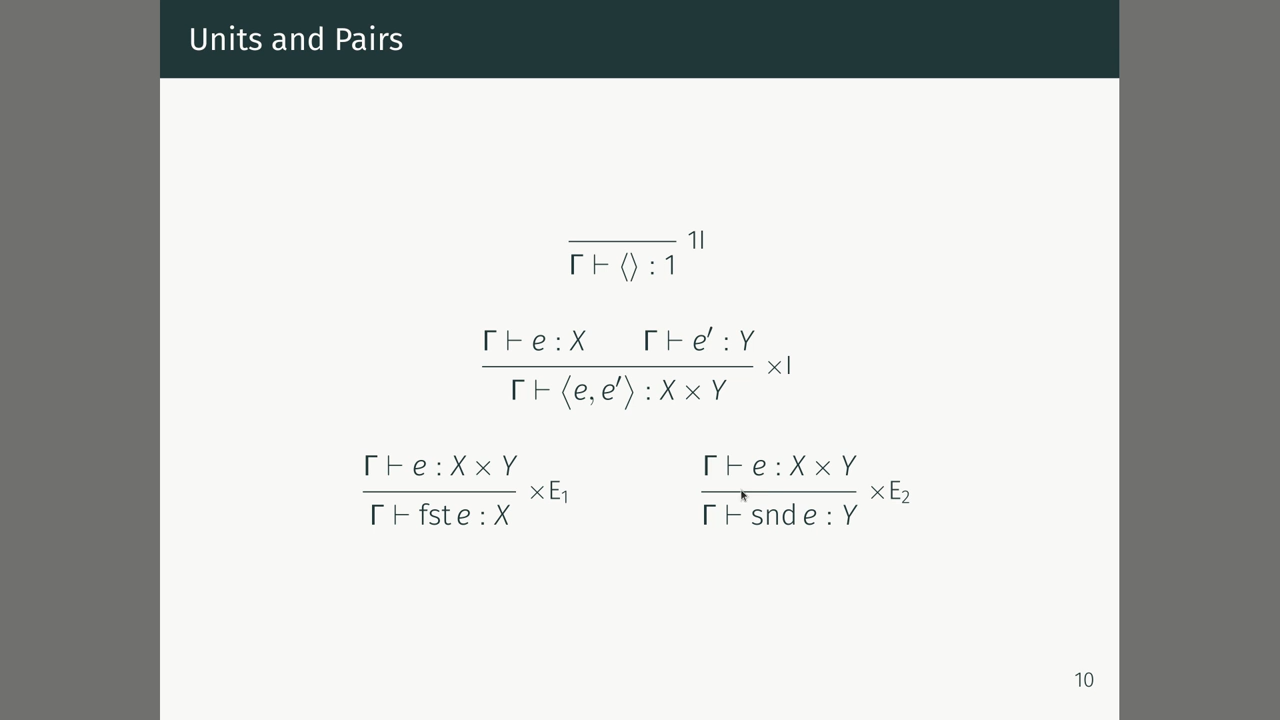 Units and Pairs
1I
Γ ⊢ ⟨⟩ : 1
Γ ⊢ e : X Γ ⊢ e′ : Y
×I
Γ ⊢ ⟨e, e′⟩ : X × Y
Γ ⊢ e : X × Y Γ ⊢ e : X × Y
×E₁ ×E₂
Γ ⊢ fst e : X Γ ⊢ snd e : Y
10